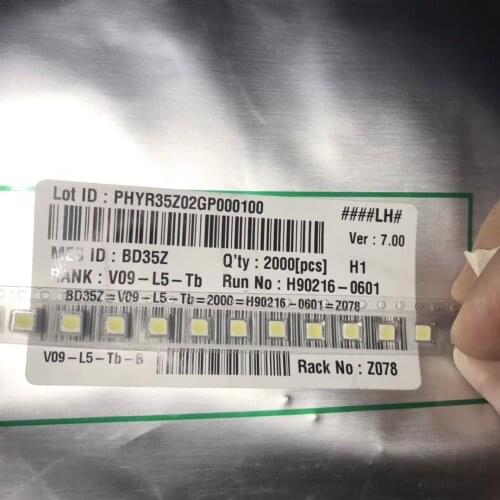 Lot ID : PHYR35Z02GP000100
####LH#
Ver : 7.00
MES ID : BD35Z Q'ty : 2000[pcs] H1
RANK : V09-L5-Tb Run No : H90216-0601
BD35Z=V09-L5-Tb=2000=H90216-0601=Z078
V09-L5-Tb-B
Rack No : Z078